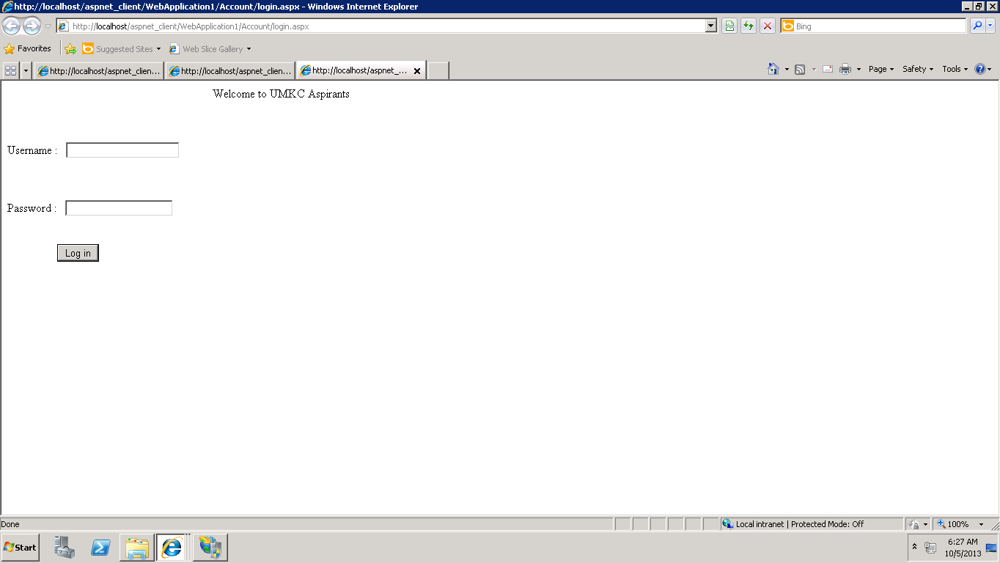 http://localhost/aspnet_client/WebApplication1/Account/login.aspx - Windows Internet Explorer
http://localhost/aspnet_client/WebApplication1/Account/login.aspx
Bing
Favorites
Suggested Sites
Web Slice Gallery
http://localhost/aspnet_clien...
http://localhost/aspnet_clien...
http://localhost/aspnet_...
Page
Safety
Tools
Welcome to UMKC Aspirants
Username :
Password :
Log in
Done
Local intranet | Protected Mode: Off
100%
Start
6:27 AM
10/5/2013